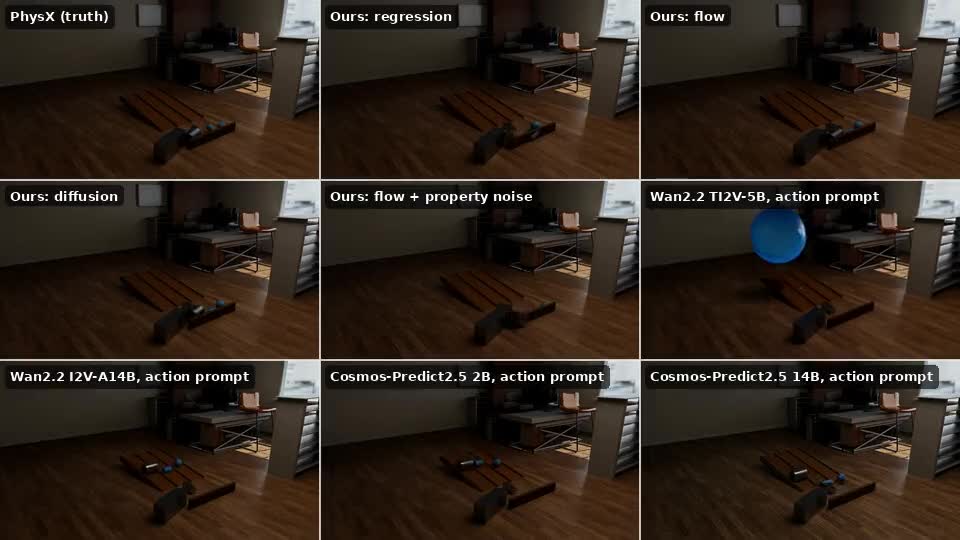 PhysX (truth)
Ours: regression
Ours: flow
Ours: diffusion
Ours: flow + property noise
Wan2.2 TI2V-5B, action prompt
Wan2.2 I2V-A14B, action prompt
Cosmos-Predict2.5 2B, action prompt
Cosmos-Predict2.5 14B, action prompt